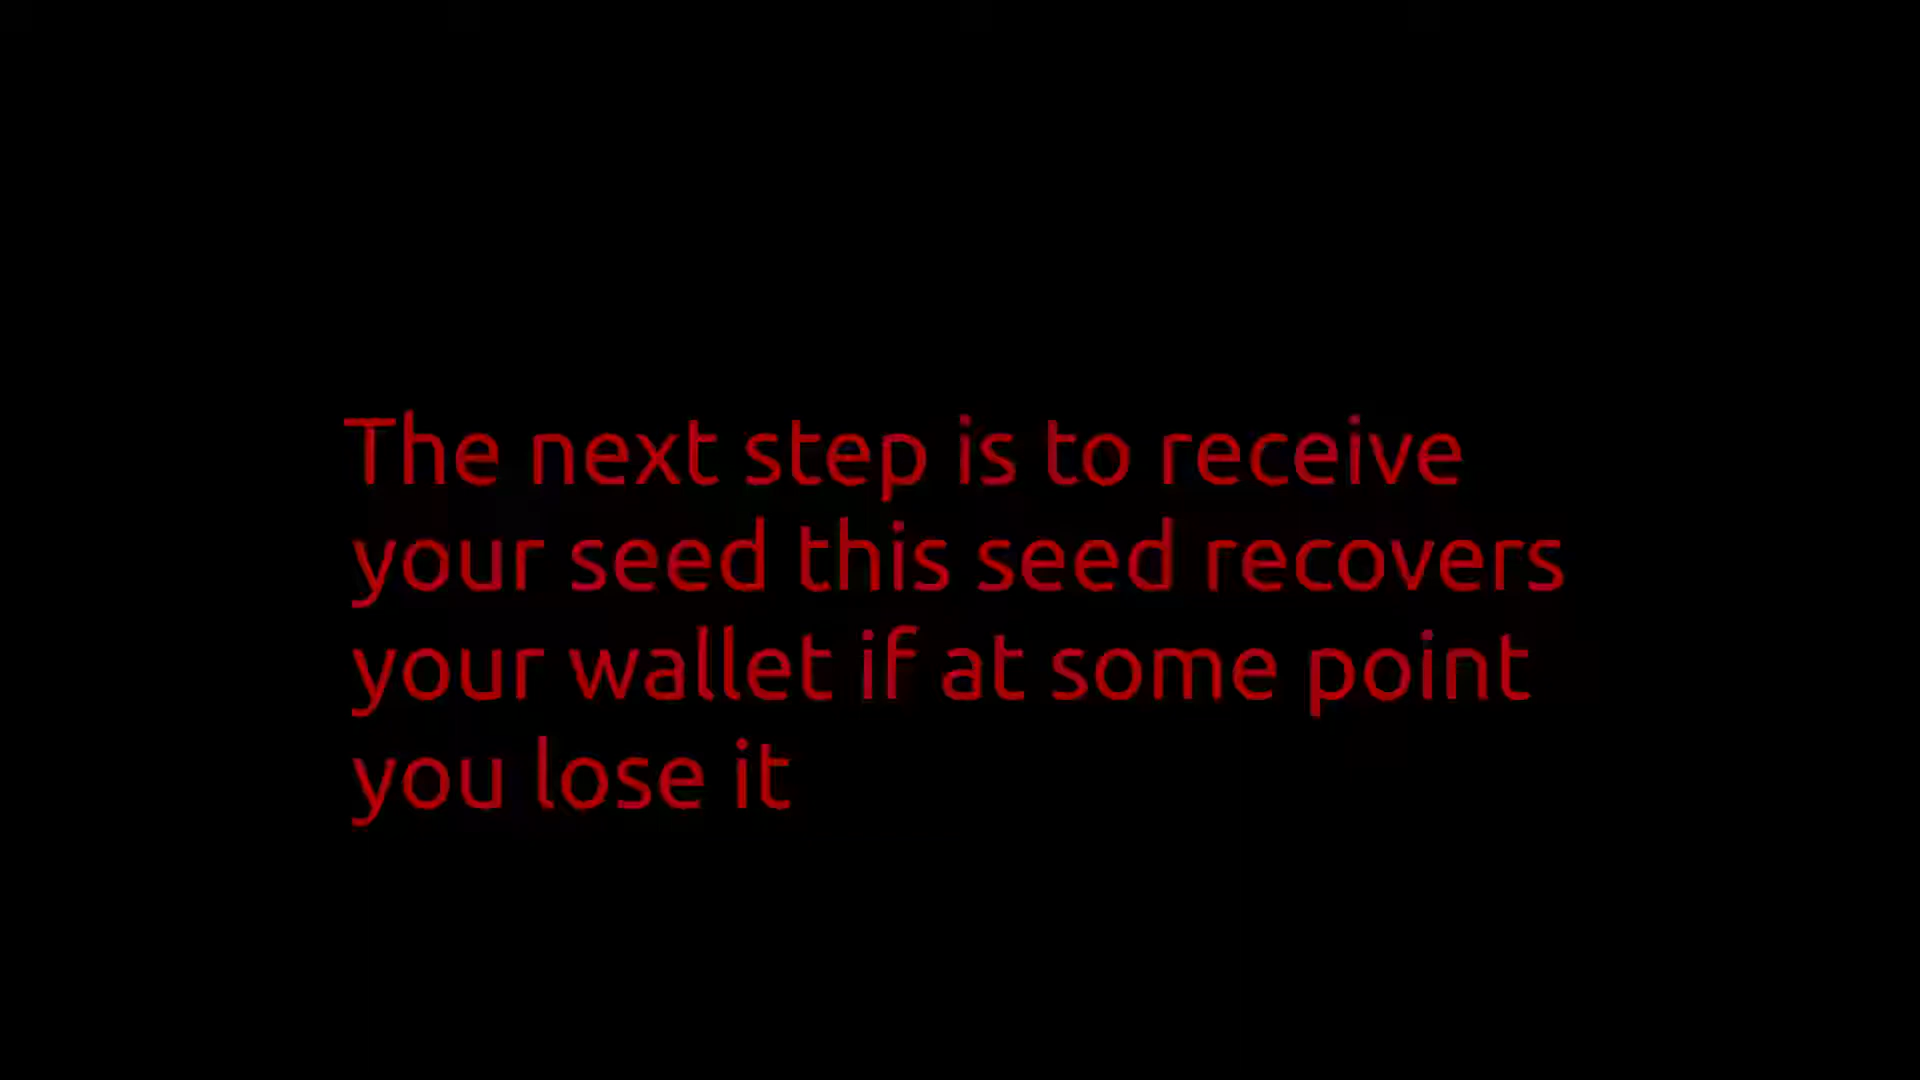 The next step is to receive
your seed this seed recovers
your wallet if at some point
you lose it